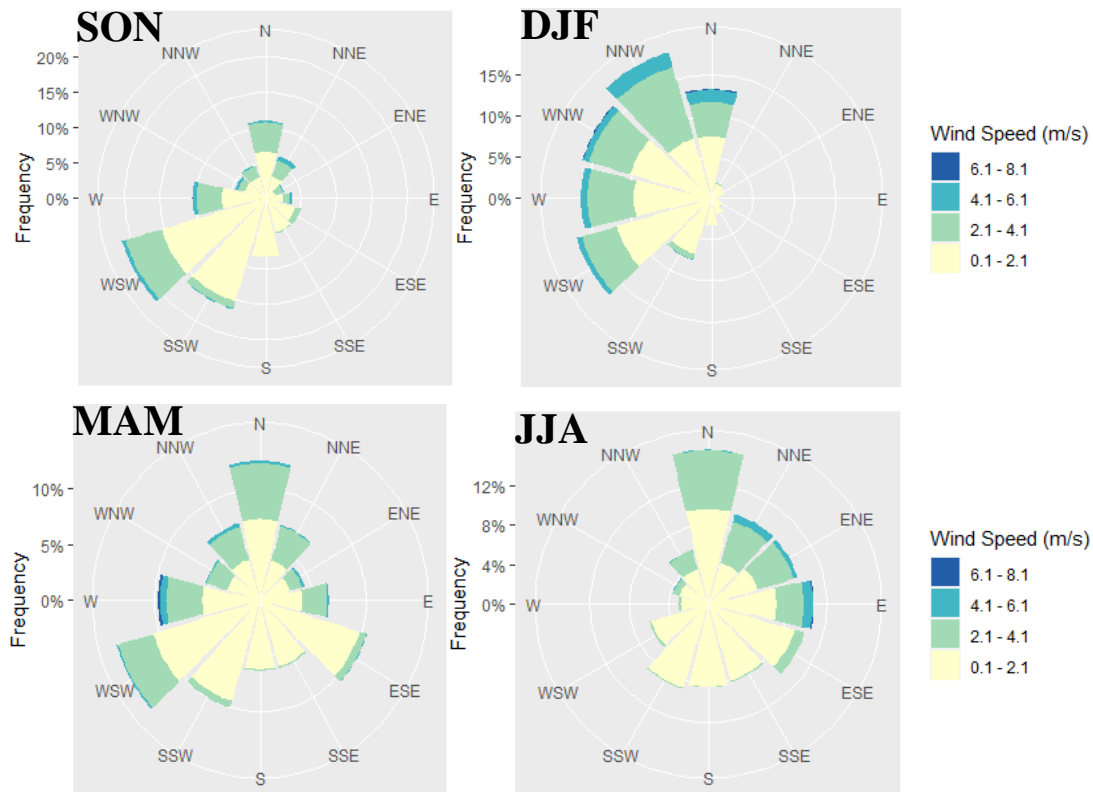 SON
N
NNE
ENE
E
ESE
SSE
S
SSW
WSW
W
WNW
NNW
20%
15%
10%
5%
0%
Frequency
DJF
N
NNE
ENE
E
ESE
SSE
S
SSW
WSW
W
WNW
NNW
15%
10%
5%
0%
Frequency
Wind Speed (m/s)
6.1 - 8.1
4.1 - 6.1
2.1 - 4.1
0.1 - 2.1
MAM
N
NNE
ENE
E
ESE
SSE
S
SSW
WSW
W
WNW
NNW
10%
5%
0%
Frequency
JJA
N
NNE
ENE
E
ESE
SSE
S
SSW
WSW
W
WNW
NNW
12%
8%
4%
0%
Frequency
Wind Speed (m/s)
6.1 - 8.1
4.1 - 6.1
2.1 - 4.1
0.1 - 2.1